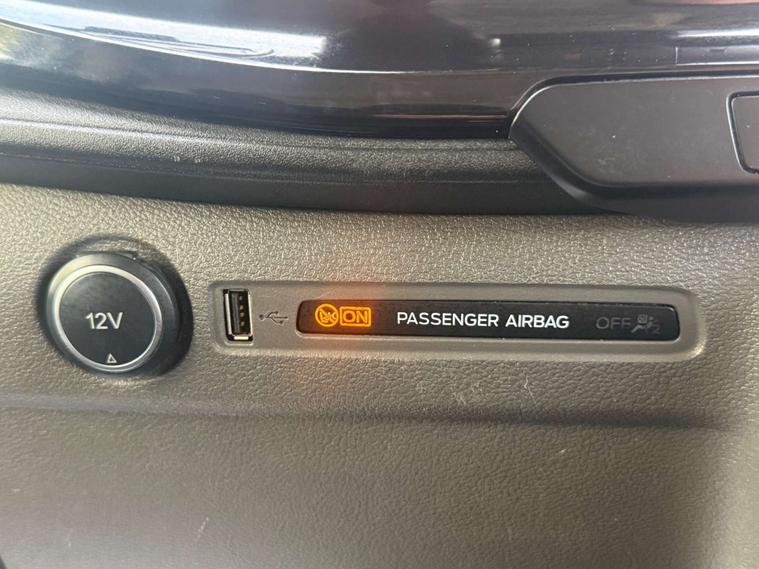 12V
ON PASSENGER AIRBAG OFF